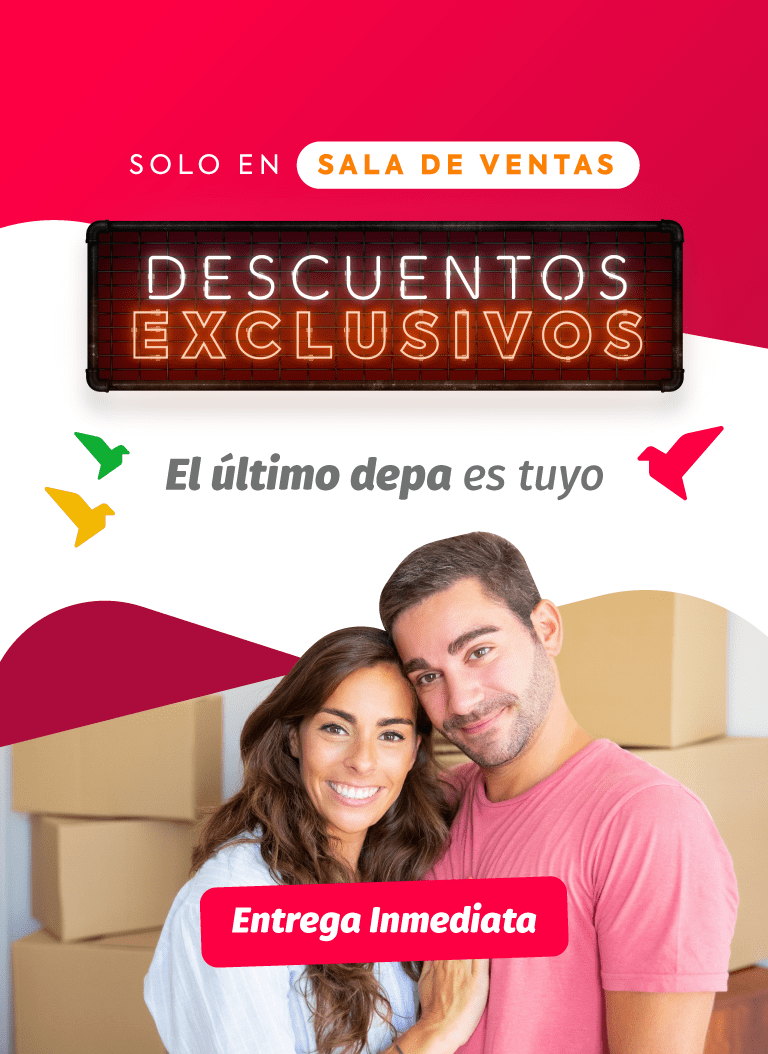 SOLO EN SALA DE VENTAS
DESCUENTOS
EXCLUSIVOS
El último depa es tuyo
Entrega Inmediata